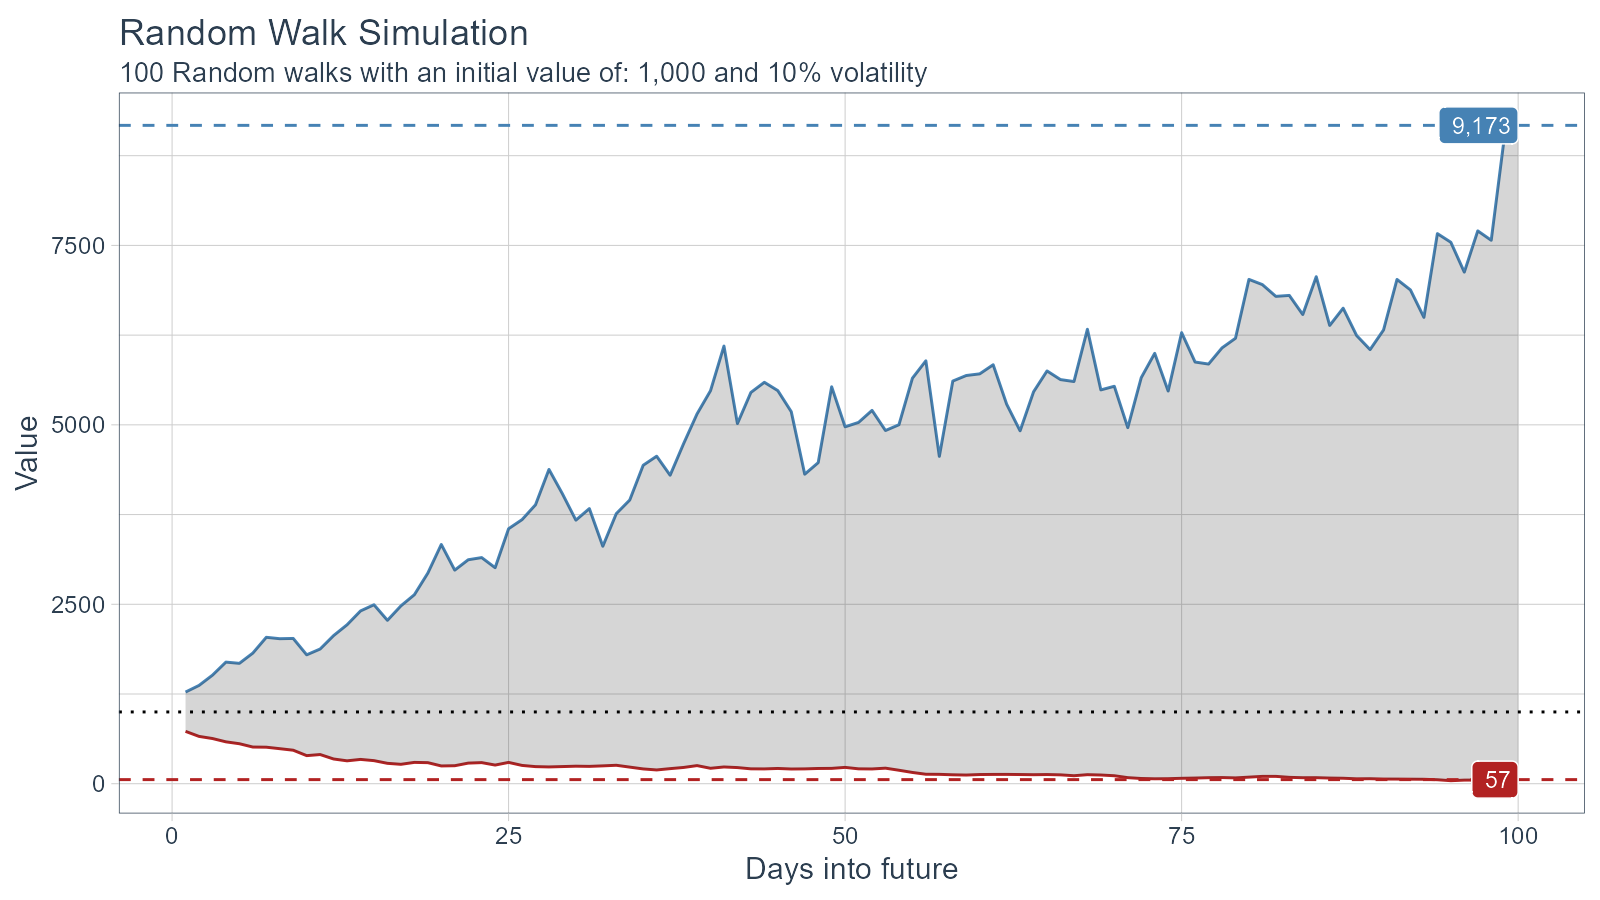 Random Walk Simulation
100 Random walks with an initial value of: 1,000 and 10% volatility
9,173
7500
5000
2500
0
Value
57
0 25 50 75 100
Days into future